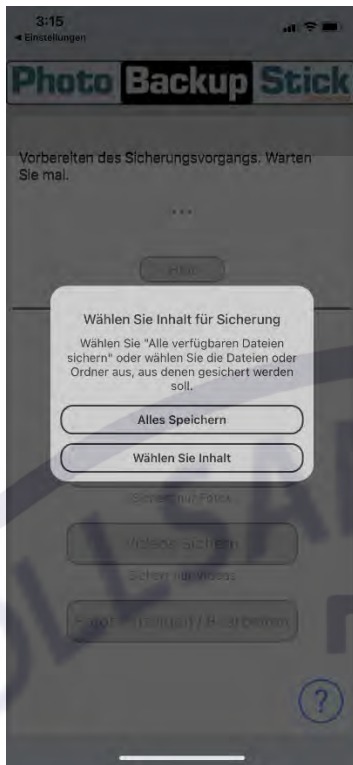 3:15
◄ Einstellungen
Photo Backup Stick
Vorbereiten des Sicherungsvorgangs. Warten
Sie mal.
...
Wählen Sie Inhalt für Sicherung
Wählen Sie "Alle verfügbaren Dateien
sichern" oder wählen Sie die Dateien oder
Ordner aus, aus denen gesichert werden
soll.
Alles Speichern
Wählen Sie Inhalt
Sichert nur Fotos
Videos Sichern
Sichert nur Videos
?